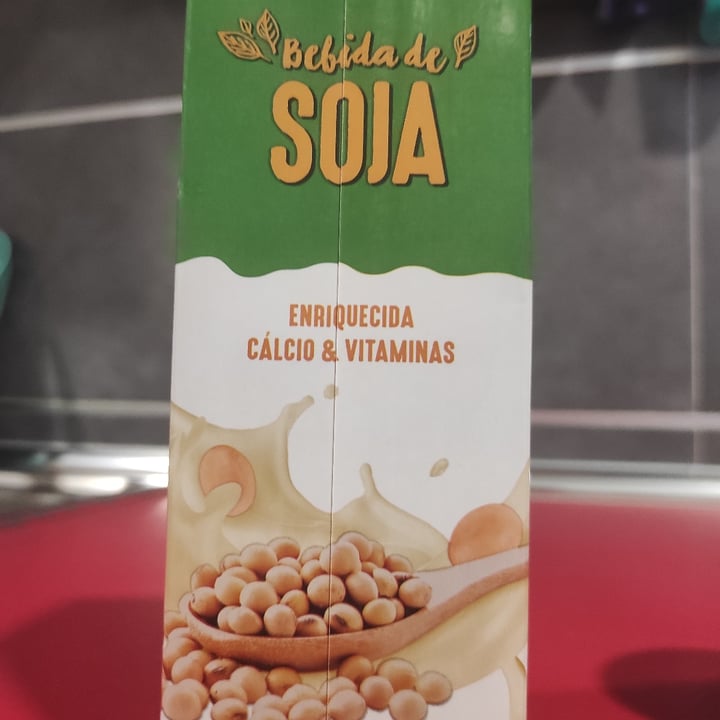 Bebida de
SOJA
ENRIQUECIDA
CÁLCIO & VITAMINAS